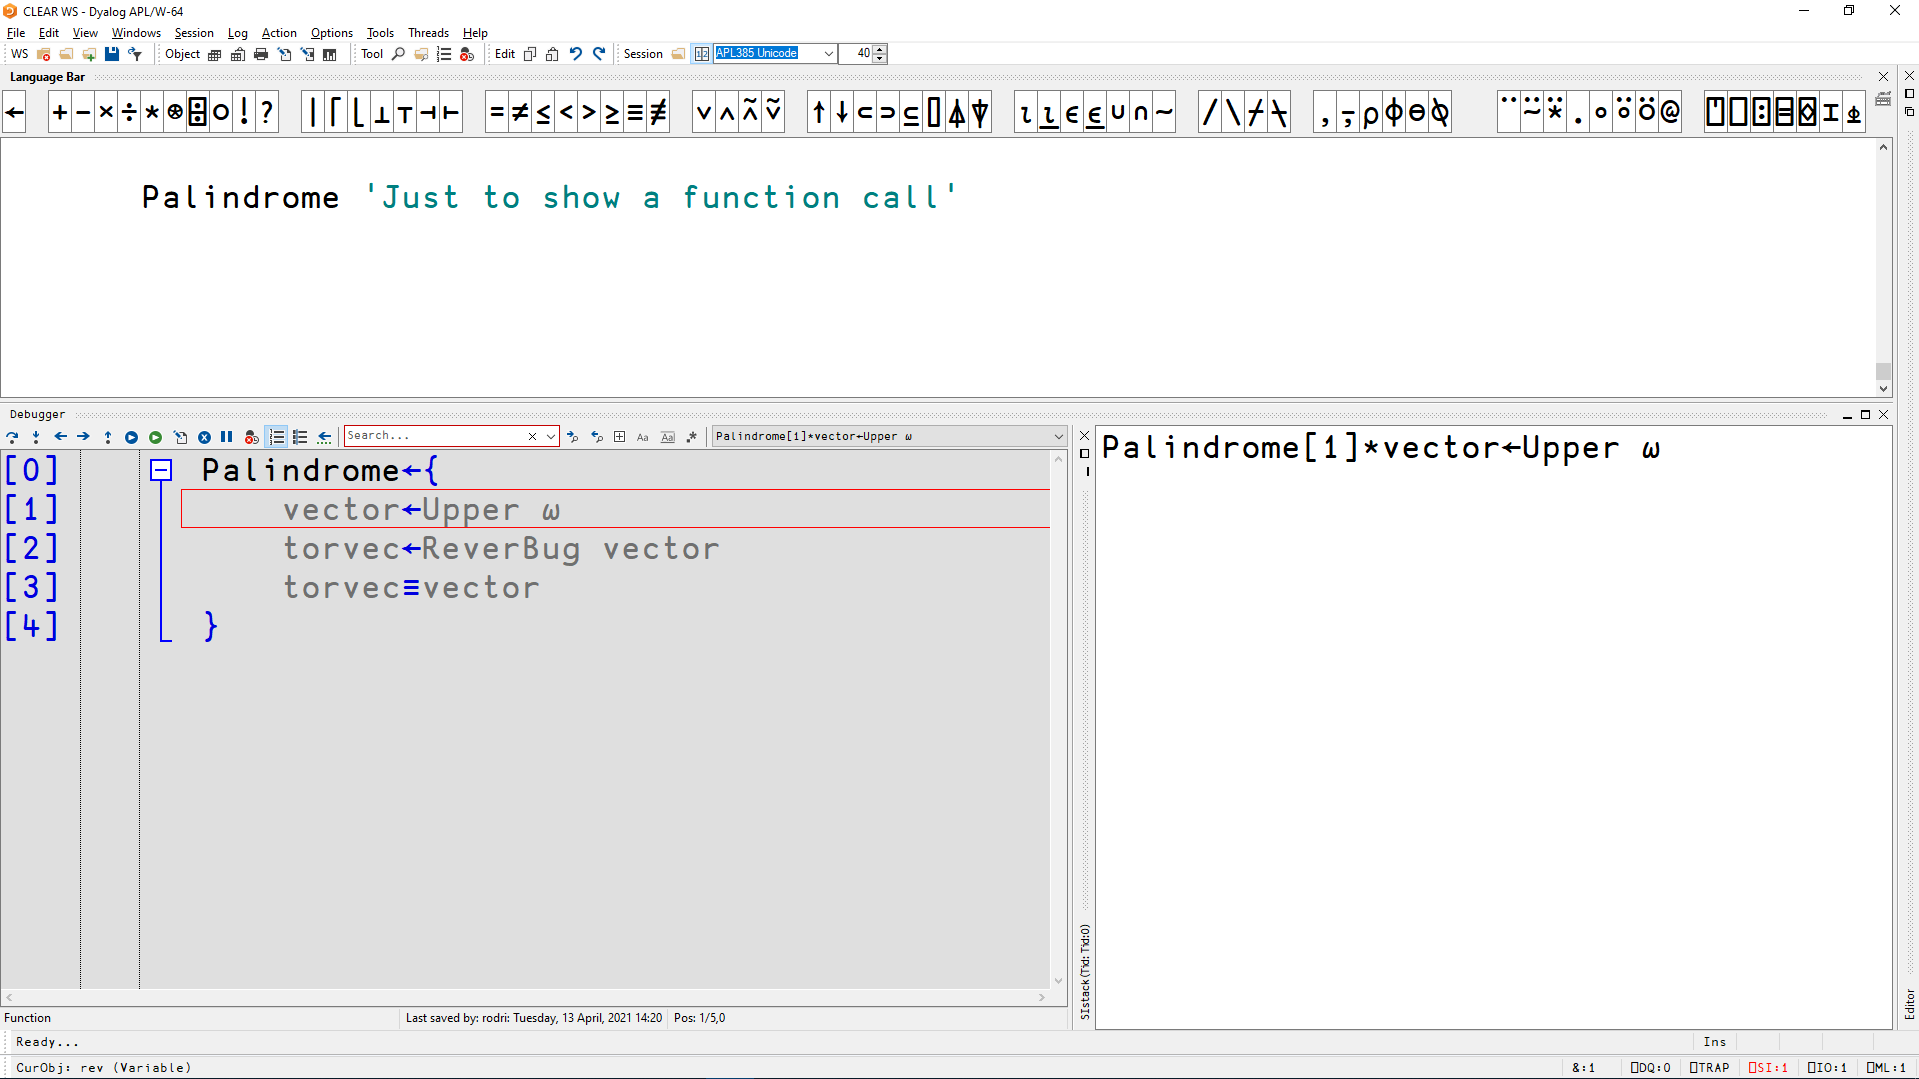 CLEAR WS - Dyalog APL/W-64
File Edit View Windows Session Log Action Options Tools Threads Help
WS Object Tool Edit Session APL385 Unicode 40
Language Bar
← + - × ÷ * ⍟ ⌹ ○ ! ? | ⌈ ⌊ ⊥ ⊤ ⊣ ⊢ = ≠ ≤ < > ≥ ≡ ≢ ∨ ∧ ⍲ ⍱ ↑ ↓ ⊂ ⊃ ⊆ ⌷ ⍋ ⍒ ⍳ ⍸ ∊ ⍷ ∪ ∩ ~ / \ ⌿ ⍀ , ⍪ ⍴ ⌽ ⊖ ⍉ ¨ ⍨ ⍣ . ∘ ⍤ ⍥ @ ⍞ ⎕ ⍠ ⌸ ⌺ ⌶ ⍎
Palindrome 'Just to show a function call'
Debugger
Search... Aa Aa Palindrome[1]*vector←Upper ⍵
[0] Palindrome←{
[1] vector←Upper ⍵
[2] torvec←ReverBug vector
[3] torvec≡vector
[4] }
Palindrome[1]*vector←Upper ⍵
SIstack(Tid:Tid:0)
Editor
Function Last saved by: rodri: Tuesday, 13 April, 2021 14:20 Pos: 1/5,0
Ready... Ins
CurObj: rev (Variable) &:1 ⎕DQ:0 ⎕TRAP ⎕SI:1 ⎕IO:1 ⎕ML:1